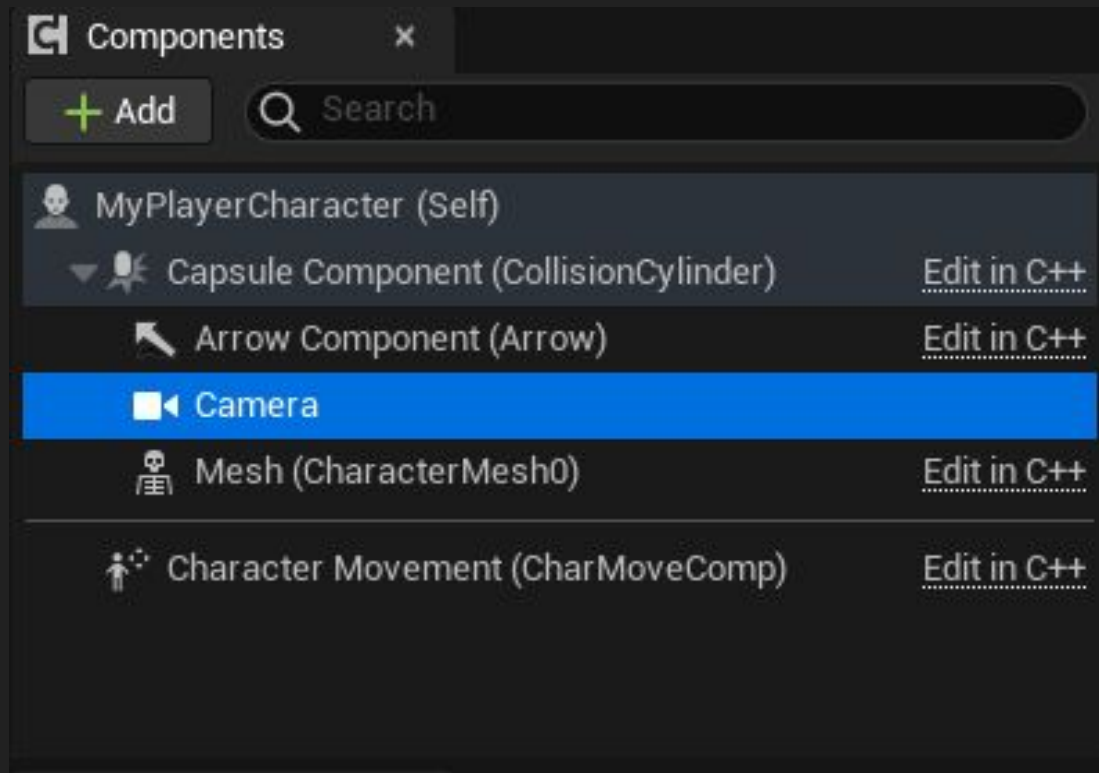 Components
Add
Search
MyPlayerCharacter (Self)
Capsule Component (CollisionCylinder) Edit in C++
Arrow Component (Arrow) Edit in C++
Camera
Mesh (CharacterMesh0) Edit in C++
Character Movement (CharMoveComp) Edit in C++